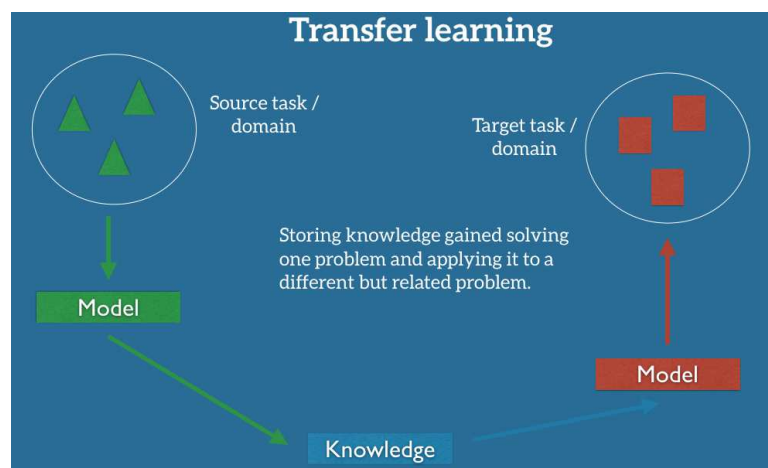 Transfer learning
Source task /
domain
Target task /
domain
Storing knowledge gained solving
one problem and applying it to a
different but related problem.
Model
Model
Knowledge